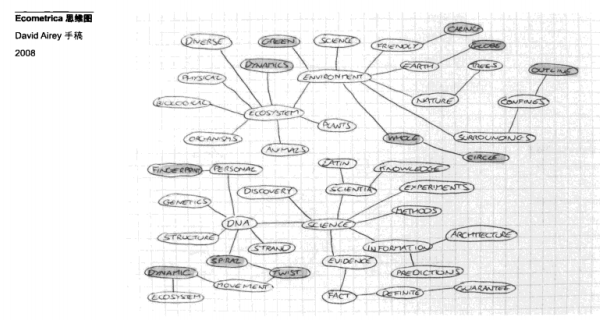 Ecometrica 思维图
David Airey 手稿
2008
DIVERSE
GREEN
SCIENCE
FRIENDLY
CARING
GLOBE
DYNAMICS
EARTH
TREES
OUTLINE
PHYSICAL
ENVIRONMENT
NATURE
CONFINES
BIOLOGICAL
ECOSYSTEM
PLANTS
ORGANISMS
ANIMALS
WHOLE
SURROUNDINGS
CIRCLE
FINGERPRINT
PERSONAL
LATIN
KNOWLEDGE
DISCOVERY
SCIENTIA
EXPERIMENTS
GENETICS
METHODS
DNA
SCIENCE
ARCHITECTURE
STRUCTURE
STRAND
INFORMATION
SPIRAL
EVIDENCE
DYNAMIC
TWIST
PREDICTIONS
MOVEMENT
ECOSYSTEM
FACT
DEFINITE
GUARANTEE